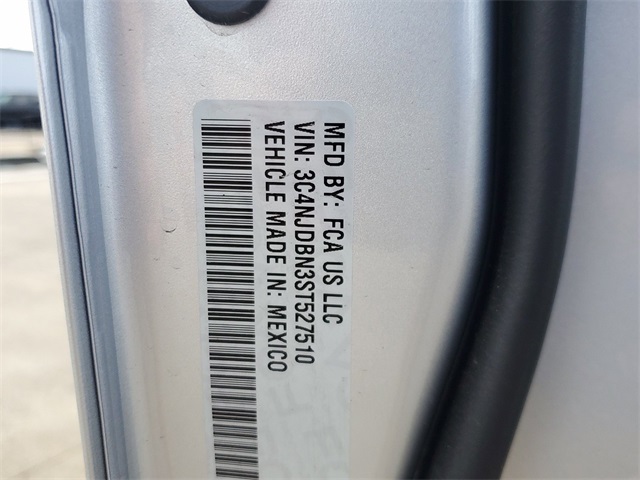 MFD BY: FCA US LLC
VIN: 3C4NJDBN3ST527510
VEHICLE MADE IN: MEXICO